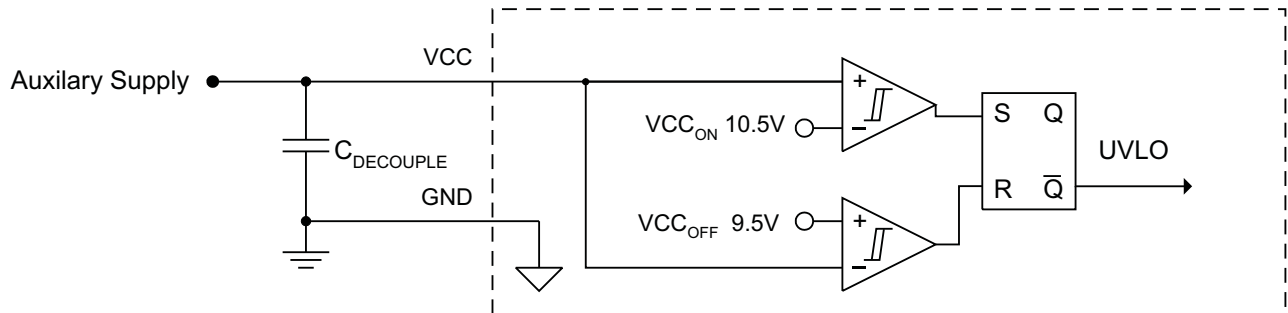 VCC
Auxilary Supply
+
VCC_ON 10.5V
−
S Q
C_DECOUPLE
UVLO
GND
R Q̅
VCC_OFF 9.5V
+
−